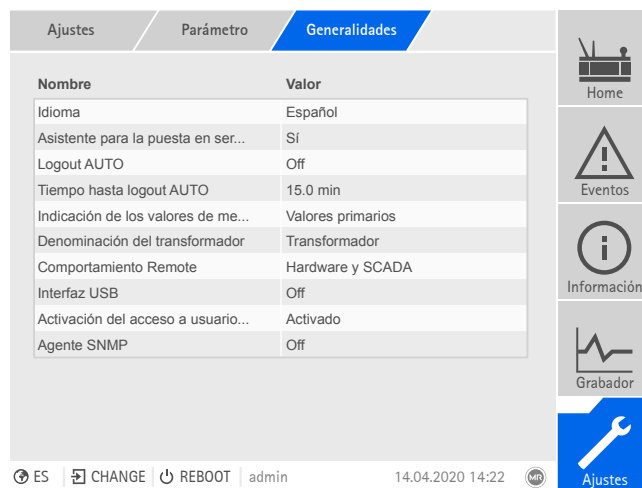 Ajustes Parámetro Generalidades
Nombre Valor
Idioma Español
Asistente para la puesta en ser... Sí
Logout AUTO Off
Tiempo hasta logout AUTO 15.0 min
Indicación de los valores de me... Valores primarios
Denominación del transformador Transformador
Comportamiento Remote Hardware y SCADA
Interfaz USB Off
Activación del acceso a usuario... Activado
Agente SNMP Off
Home
Eventos
Información
Grabador
Ajustes
ES CHANGE REBOOT admin 14.04.2020 14:22 MR